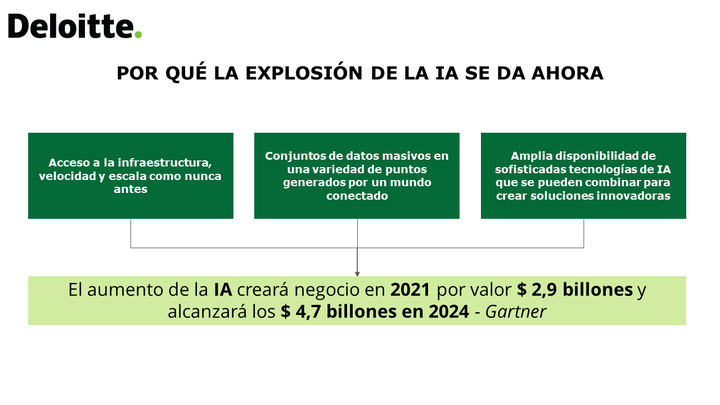 Deloitte.
POR QUÉ LA EXPLOSIÓN DE LA IA SE DA AHORA
Acceso a la infraestructura,
velocidad y escala como nunca
antes
Conjuntos de datos masivos en
una variedad de puntos
generados por un mundo
conectado
Amplia disponibilidad de
sofisticadas tecnologías de IA
que se pueden combinar para
crear soluciones innovadoras
El aumento de la IA creará negocio en 2021 por valor $ 2,9 billones y
alcanzará los $ 4,7 billones en 2024 - Gartner